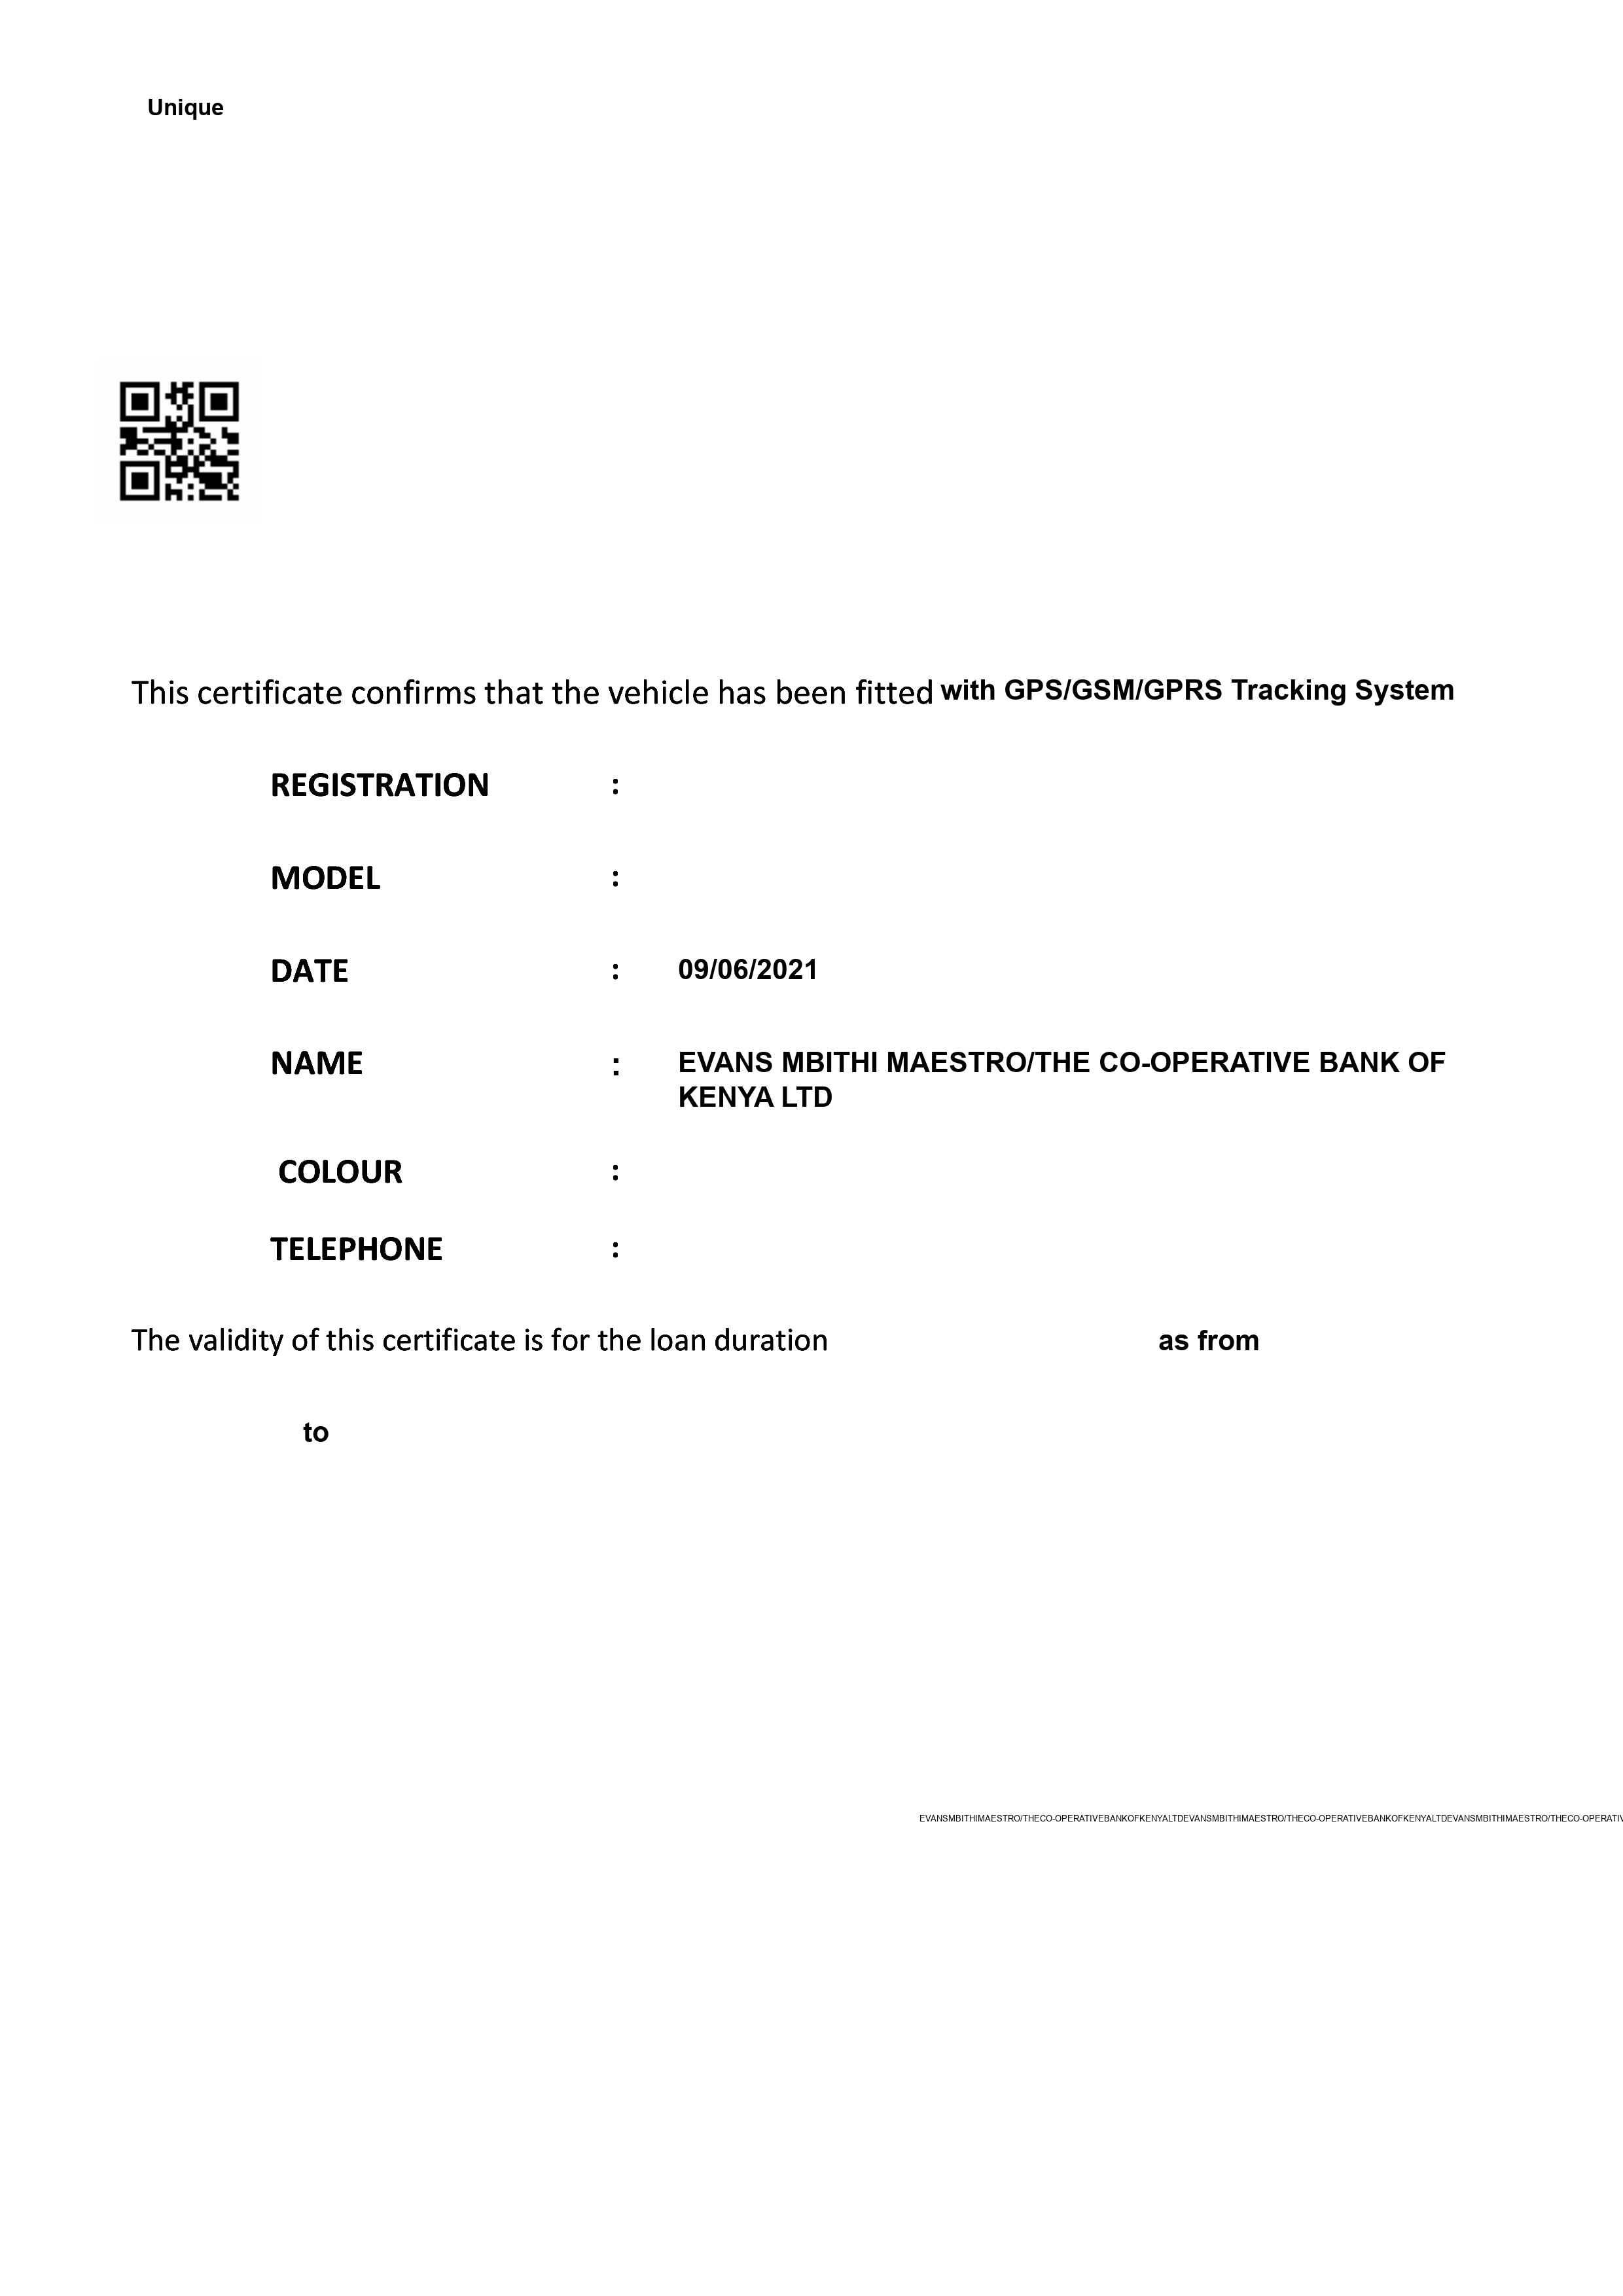 Unique
This certificate confirms that the vehicle has been fitted with GPS/GSM/GPRS Tracking System
REGISTRATION :
MODEL :
DATE : 09/06/2021
NAME : EVANS MBITHI MAESTRO/THE CO-OPERATIVE BANK OF
KENYA LTD
COLOUR :
TELEPHONE :
The validity of this certificate is for the loan duration as from
to
EVANSMBITHIMAESTRO/THECO-OPERATIVEBANKOFKENYALTDEVANSMBITHIMAESTRO/THECO-OPERATIVEBANKOFKENYALTDEVANSMBITHIMAESTRO/THECO-OPERATIV